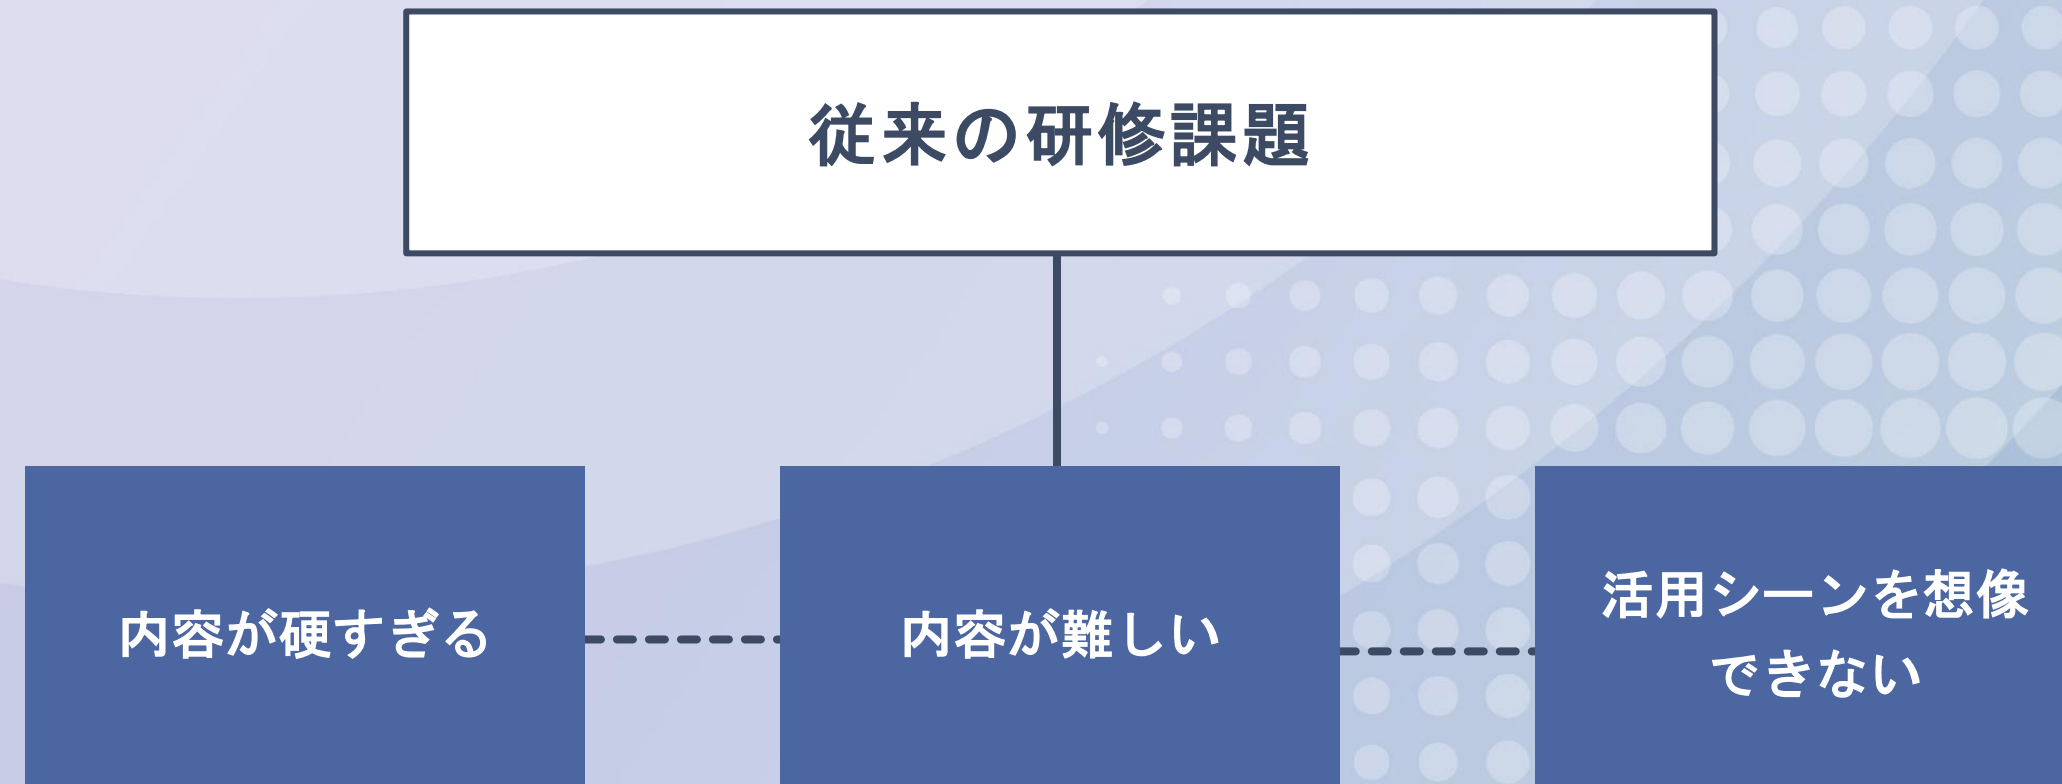 従来の研修課題
内容が硬すぎる
内容が難しい
活用シーンを想像
できない